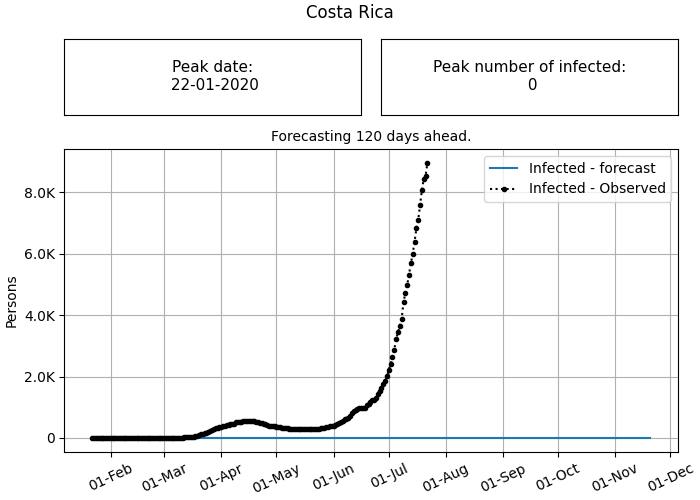 Costa Rica
Peak date:
22-01-2020
Peak number of infected:
0
Forecasting 120 days ahead.
Infected - forecast
Infected - Observed
Persons
8.0K
6.0K
4.0K
2.0K
0
01-Feb 01-Mar 01-Apr 01-May 01-Jun 01-Jul 01-Aug 01-Sep 01-Oct 01-Nov 01-Dec